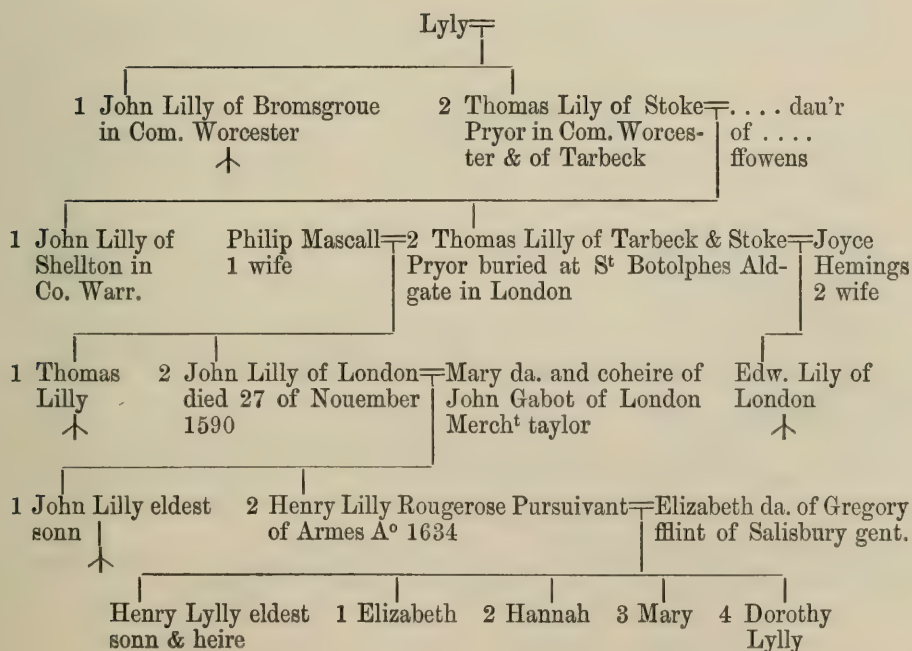 Lyly
1 John Lilly of Bromsgroue
in Com. Worcester
2 Thomas Lily of Stoke
Pryor in Com. Worces-
ter & of Tarbeck
. . . . dau'r
of . . . .
ffowens
1 John Lilly of
Shellton in
Co. Warr.
Philip Mascall
1 wife
2 Thomas Lilly of Tarbeck & Stoke
Pryor buried at Sᵗ Botolphes Ald-
gate in London
Joyce
Hemings
2 wife
1 Thomas
Lilly
2 John Lilly of London
died 27 of Nouember
1590
Mary da. and coheire of
John Gabot of London
Merchᵗ taylor
Edw. Lily of
London
1 John Lilly eldest
sonn
2 Henry Lilly Rougerose Pursuivant
of Armes Aᵒ 1634
Elizabeth da. of Gregory
fflint of Salisbury gent.
Henry Lylly eldest
sonn & heire
1 Elizabeth
2 Hannah
3 Mary
4 Dorothy
Lylly